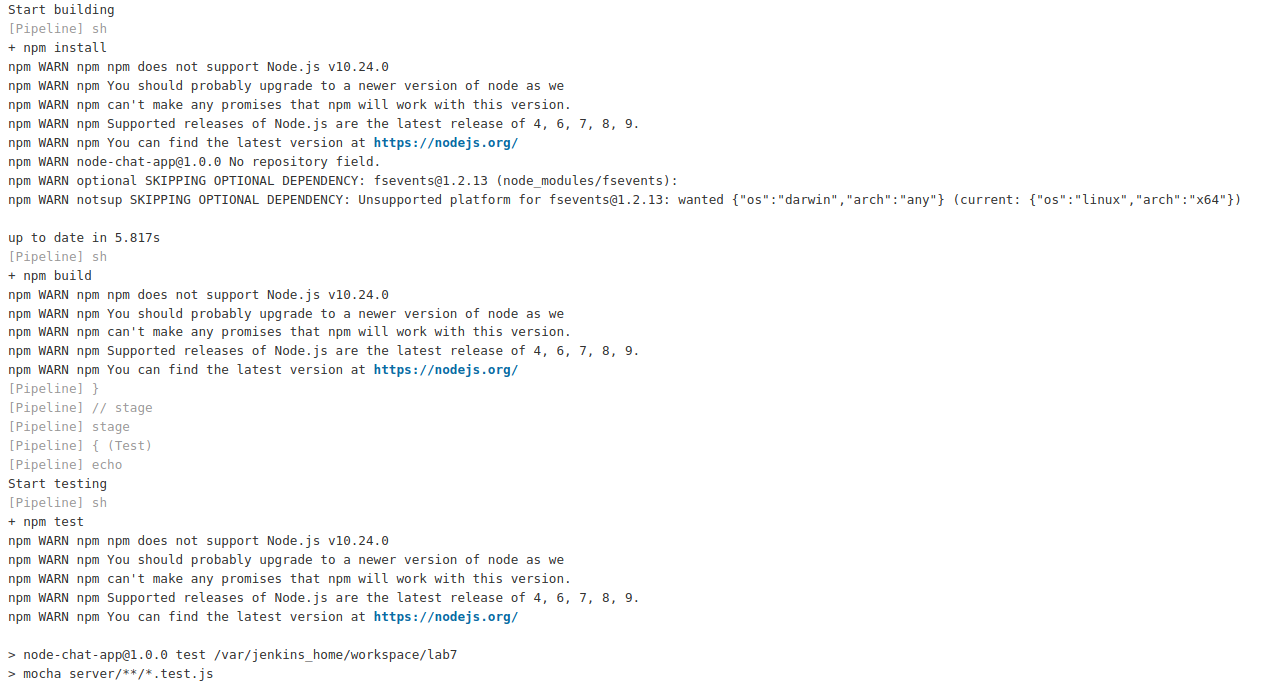 Start building
[Pipeline] sh
+ npm install
npm WARN npm npm does not support Node.js v10.24.0
npm WARN npm You should probably upgrade to a newer version of node as we
npm WARN npm can't make any promises that npm will work with this version.
npm WARN npm Supported releases of Node.js are the latest release of 4, 6, 7, 8, 9.
npm WARN npm You can find the latest version at https://nodejs.org/
npm WARN node-chat-app@1.0.0 No repository field.
npm WARN optional SKIPPING OPTIONAL DEPENDENCY: fsevents@1.2.13 (node_modules/fsevents):
npm WARN notsup SKIPPING OPTIONAL DEPENDENCY: Unsupported platform for fsevents@1.2.13: wanted {"os":"darwin","arch":"any"} (current: {"os":"linux","arch":"x64"})
up to date in 5.817s
[Pipeline] sh
+ npm build
npm WARN npm npm does not support Node.js v10.24.0
npm WARN npm You should probably upgrade to a newer version of node as we
npm WARN npm can't make any promises that npm will work with this version.
npm WARN npm Supported releases of Node.js are the latest release of 4, 6, 7, 8, 9.
npm WARN npm You can find the latest version at https://nodejs.org/
[Pipeline] }
[Pipeline] // stage
[Pipeline] stage
[Pipeline] { (Test)
[Pipeline] echo
Start testing
[Pipeline] sh
+ npm test
npm WARN npm npm does not support Node.js v10.24.0
npm WARN npm You should probably upgrade to a newer version of node as we
npm WARN npm can't make any promises that npm will work with this version.
npm WARN npm Supported releases of Node.js are the latest release of 4, 6, 7, 8, 9.
npm WARN npm You can find the latest version at https://nodejs.org/
> node-chat-app@1.0.0 test /var/jenkins_home/workspace/lab7
> mocha server/**/*.test.js